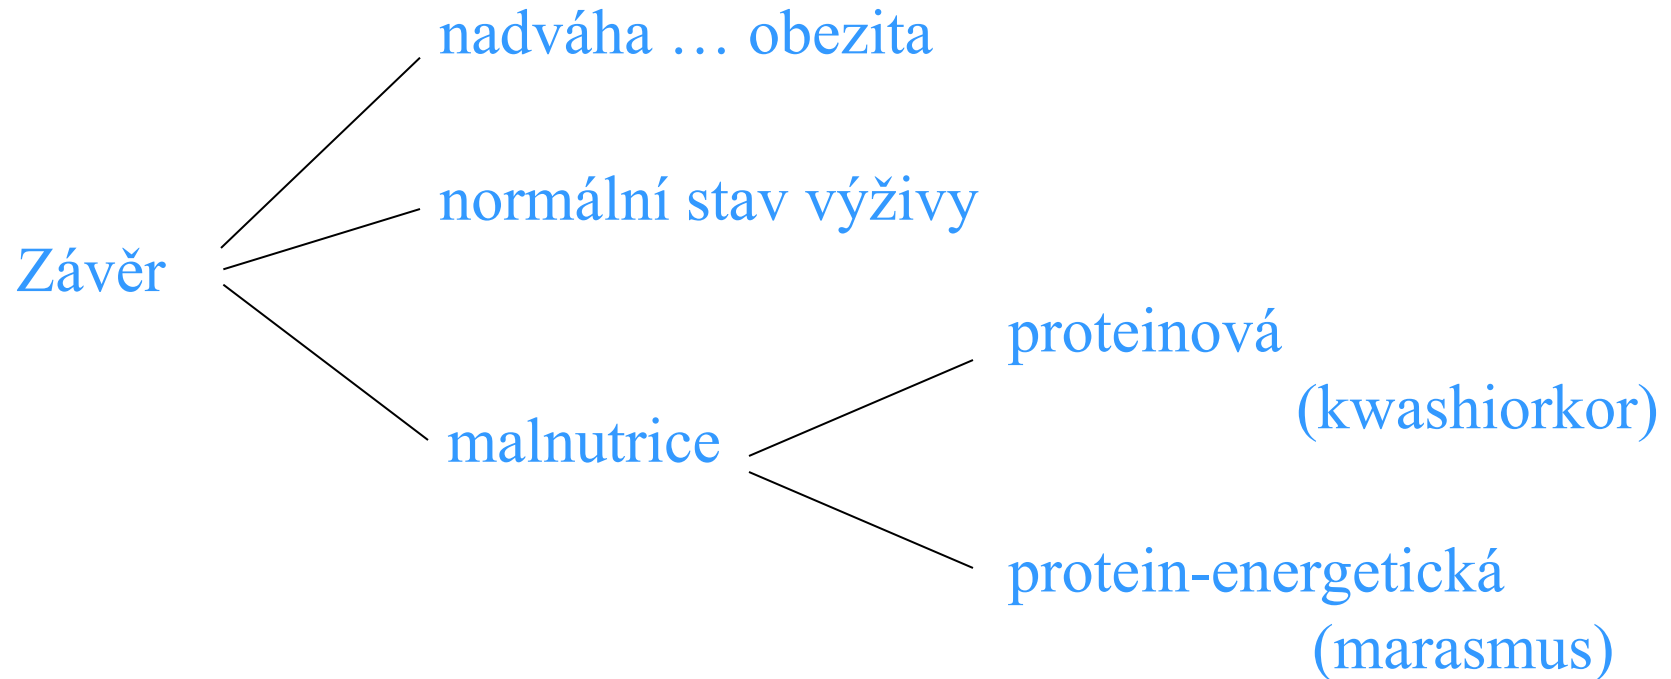 nadváha … obezita
normální stav výživy
Závěr
proteinová
(kwashiorkor)
malnutrice
protein-energetická
(marasmus)